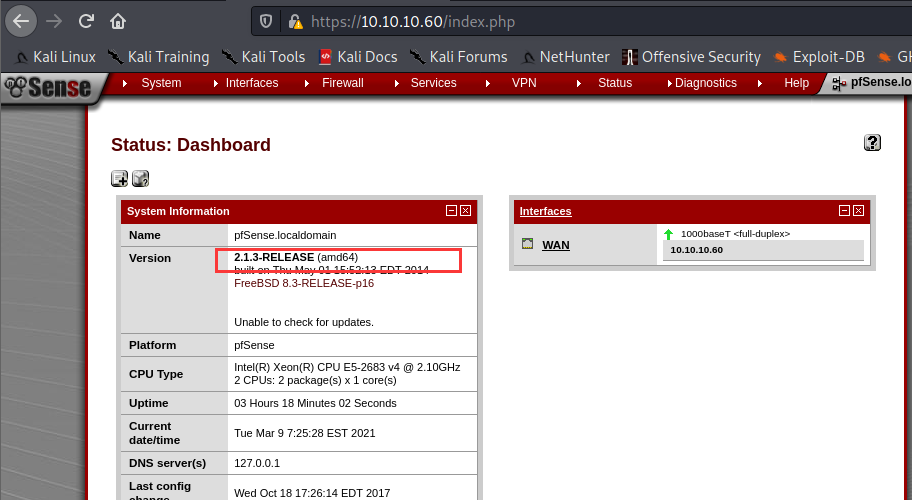 https://10.10.10.60/index.php
Kali Linux Kali Training Kali Tools Kali Docs Kali Forums NetHunter Offensive Security Exploit-DB
Sense System Interfaces Firewall Services VPN Status Diagnostics Help pfSense.lo
Status: Dashboard
System Information
Name pfSense.localdomain
Version 2.1.3-RELEASE (amd64)
built on Thu May 01 15:52:13 EDT 2014
FreeBSD 8.3-RELEASE-p16
Unable to check for updates.
Platform pfSense
CPU Type Intel(R) Xeon(R) CPU E5-2683 v4 @ 2.10GHz
2 CPUs: 2 package(s) x 1 core(s)
Uptime 03 Hours 18 Minutes 02 Seconds
Current
date/time Tue Mar 9 7:25:28 EST 2021
DNS server(s) 127.0.0.1
Last config
change Wed Oct 18 17:26:14 EDT 2017
Interfaces
WAN 1000baseT <full-duplex>
10.10.10.60